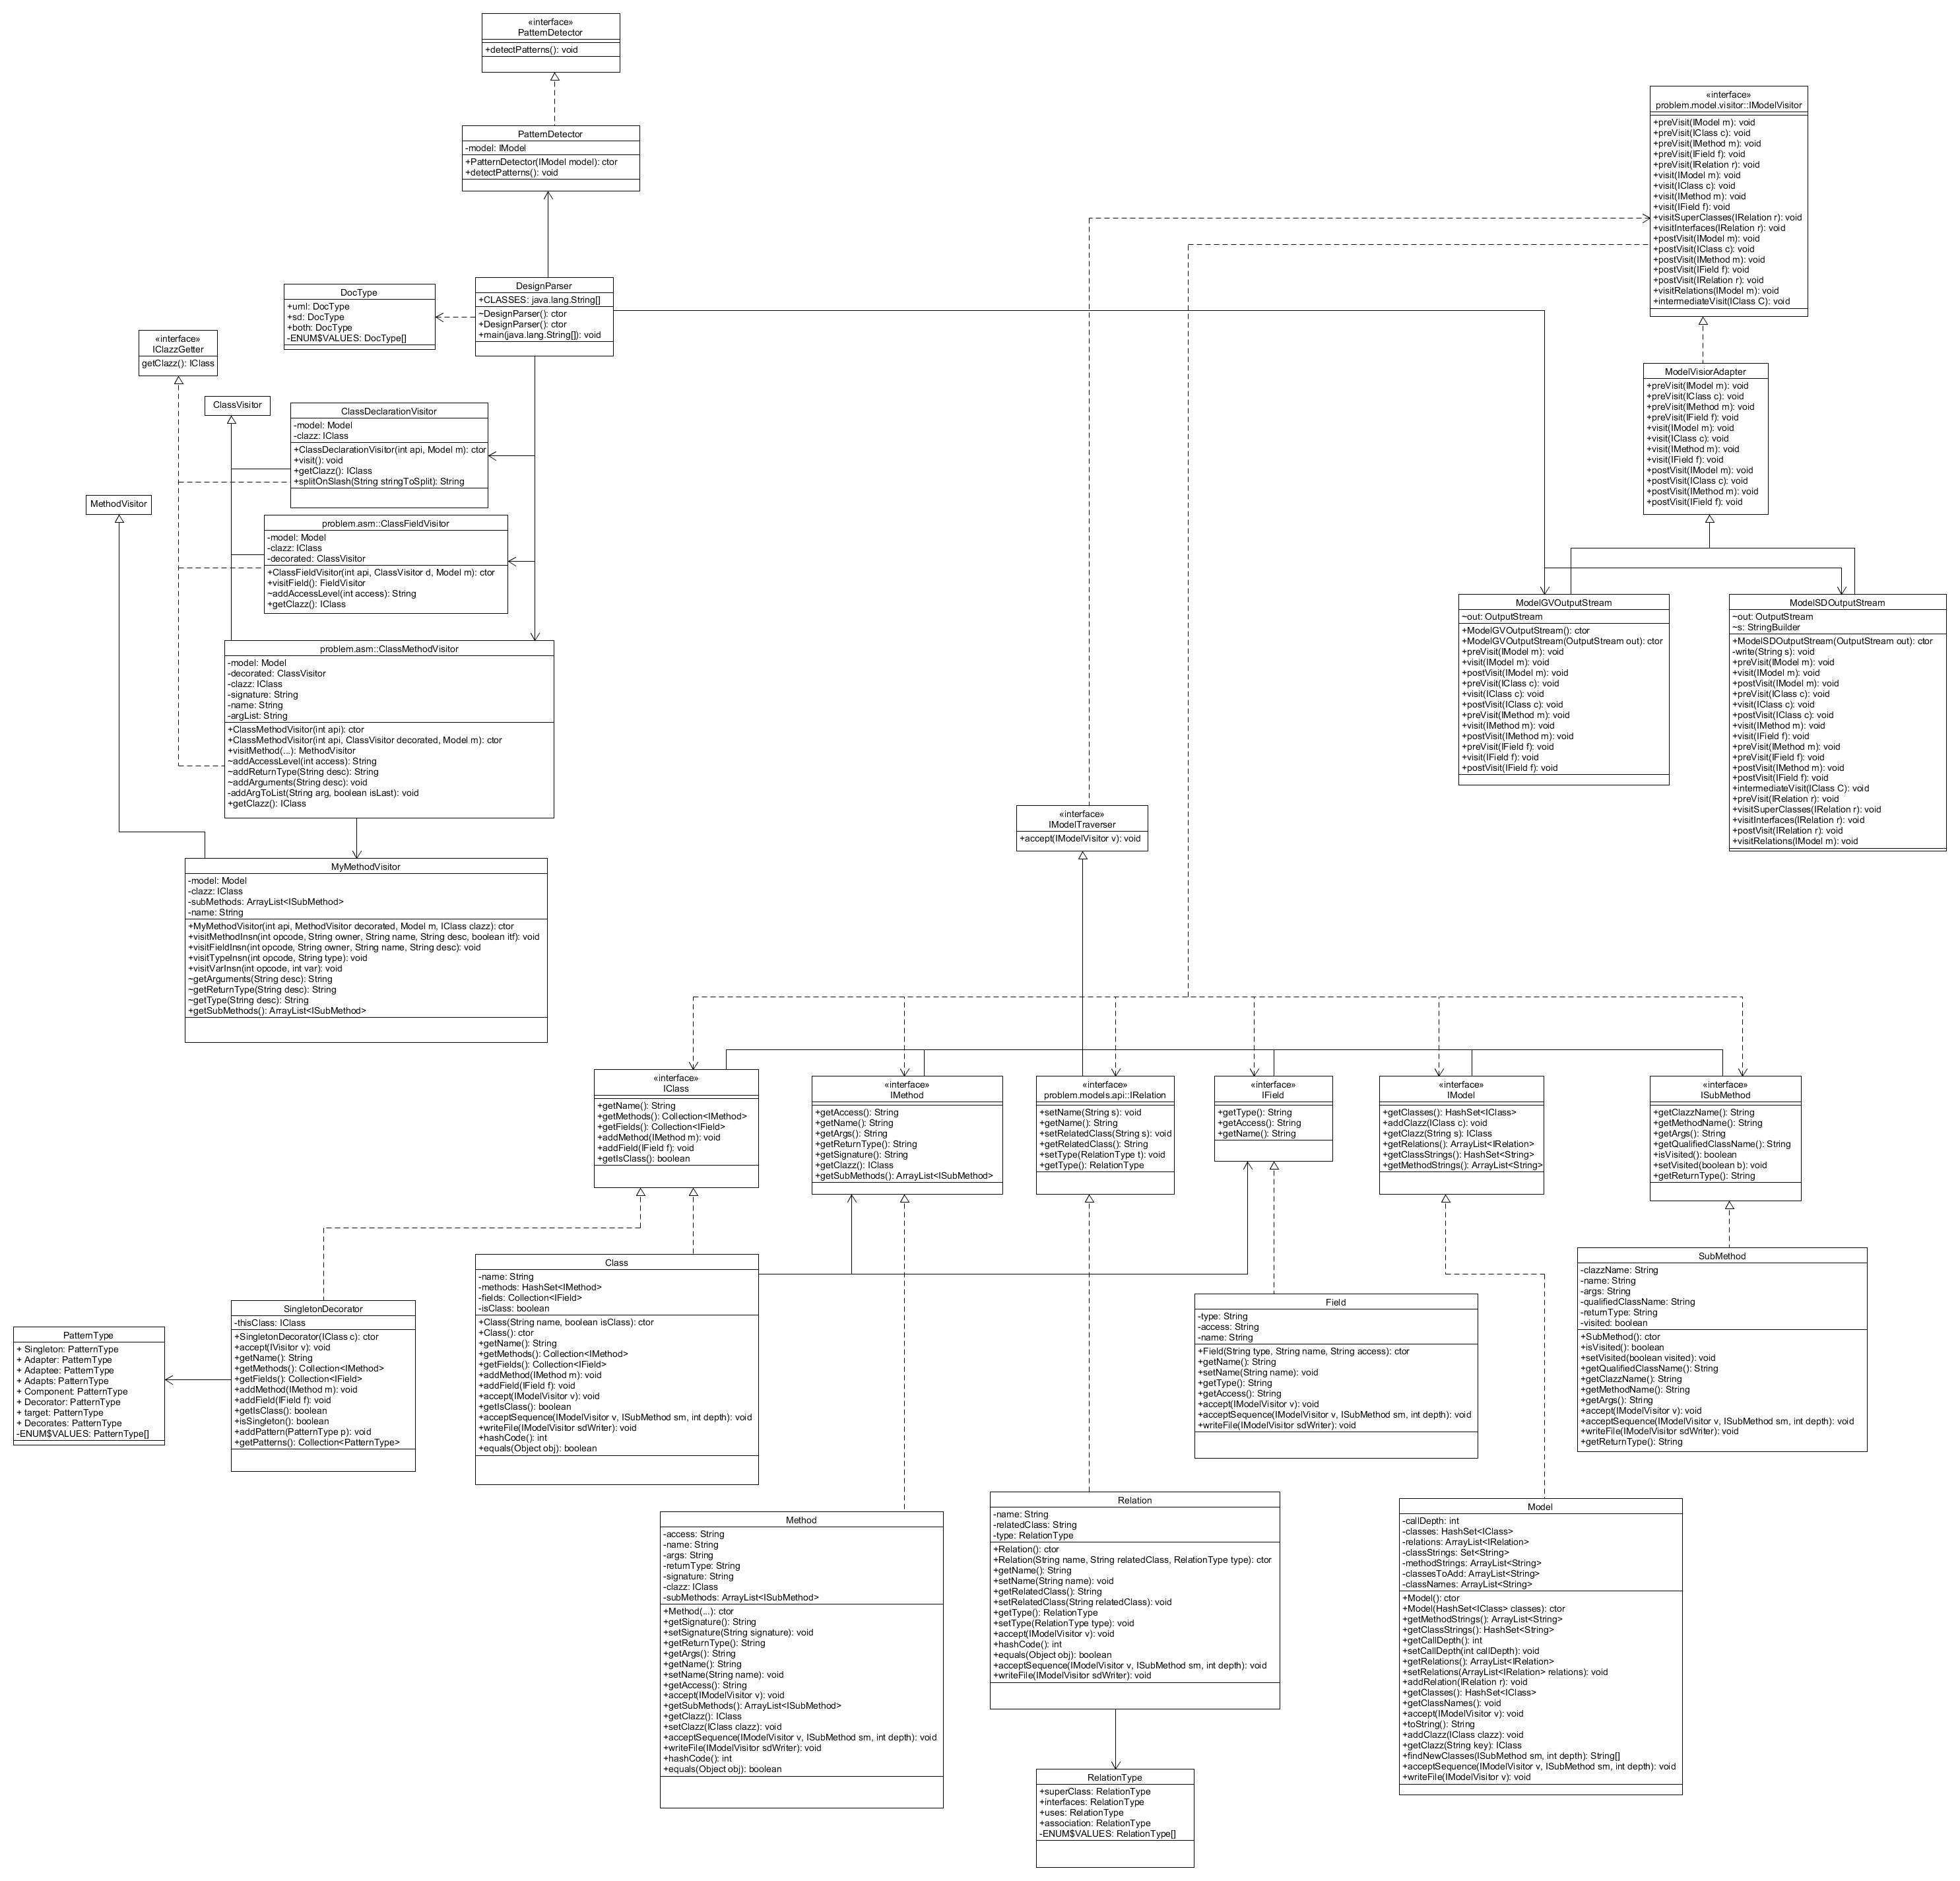 «interface»
PatternDetector
+detectPatterns(): void
PatternDetector
-model: IModel
+PatternDetector(IModel model): ctor
+detectPatterns(): void
DesignParser
+CLASSES: java.lang.String[]
~DesignParser(): ctor
+DesignParser(): ctor
+main(java.lang.String[]): void
DocType
+uml: DocType
+sd: DocType
+both: DocType
-ENUM$VALUES: DocType[]
«interface»
IClazzGetter
getClazz(): IClass
ClassVisitor
ClassDeclarationVisitor
-model: Model
-clazz: IClass
+ClassDeclarationVisitor(int api, Model m): ctor
+visit(): void
+getClazz(): IClass
+splitOnSlash(String stringToSplit): String
MethodVisitor
problem.asm::ClassFieldVisitor
-model: Model
-clazz: IClass
-decorated: ClassVisitor
+ClassFieldVisitor(int api, ClassVisitor d, Model m): ctor
+visitField(): FieldVisitor
~addAccessLevel(int access): String
+getClazz(): IClass
problem.asm::ClassMethodVisitor
-model: Model
-decorated: ClassVisitor
-clazz: IClass
-signature: String
-name: String
-argList: String
+ClassMethodVisitor(int api): ctor
+ClassMethodVisitor(int api, ClassVisitor decorated, Model m): ctor
+visitMethod(...): MethodVisitor
~addAccessLevel(int access): String
~addReturnType(String desc): String
~addArguments(String desc): void
-addArgToList(String arg, boolean isLast): void
+getClazz(): IClass
MyMethodVisitor
-model: Model
-clazz: IClass
-subMethods: ArrayList<ISubMethod>
-name: String
+MyMethodVisitor(int api, MethodVisitor decorated, Model m, IClass clazz): ctor
+visitMethodInsn(int opcode, String owner, String name, String desc, boolean itf): void
+visitFieldInsn(int opcode, String owner, String name, String desc): void
+visitTypeInsn(int opcode, String type): void
+visitVarInsn(int opcode, int var): void
~getArguments(String desc): String
~getReturnType(String desc): String
~getType(String desc): String
+getSubMethods(): ArrayList<ISubMethod>
«interface»
problem.model.visitor::IModelVisitor
+preVisit(IModel m): void
+preVisit(IClass c): void
+preVisit(IMethod m): void
+preVisit(IField f): void
+preVisit(IRelation r): void
+visit(IModel m): void
+visit(IClass c): void
+visit(IMethod m): void
+visit(IField f): void
+visitSuperClasses(IRelation r): void
+visitInterfaces(IRelation r): void
+postVisit(IModel m): void
+postVisit(IClass c): void
+postVisit(IMethod m): void
+postVisit(IField f): void
+postVisit(IRelation r): void
+visitRelations(IModel m): void
+intermediateVisit(IClass C): void
ModelVisiorAdapter
+preVisit(IModel m): void
+preVisit(IClass c): void
+preVisit(IMethod m): void
+preVisit(IField f): void
+visit(IModel m): void
+visit(IClass c): void
+visit(IMethod m): void
+visit(IField f): void
+postVisit(IModel m): void
+postVisit(IClass c): void
+postVisit(IMethod m): void
+postVisit(IField f): void
ModelGVOutputStream
~out: OutputStream
+ModelGVOutputStream(): ctor
+ModelGVOutputStream(OutputStream out): ctor
+preVisit(IModel m): void
+visit(IModel m): void
+postVisit(IModel m): void
+preVisit(IClass c): void
+visit(IClass c): void
+postVisit(IClass c): void
+preVisit(IMethod m): void
+visit(IMethod m): void
+postVisit(IMethod m): void
+preVisit(IField f): void
+visit(IField f): void
+postVisit(IField f): void
ModelSDOutputStream
~out: OutputStream
~s: StringBuilder
+ModelSDOutputStream(OutputStream out): ctor
-write(String s): void
+preVisit(IModel m): void
+visit(IModel m): void
+postVisit(IModel m): void
+preVisit(IClass c): void
+visit(IClass c): void
+postVisit(IClass c): void
+visit(IMethod m): void
+visit(IField f): void
+preVisit(IMethod m): void
+preVisit(IField f): void
+postVisit(IMethod m): void
+postVisit(IField f): void
+intermediateVisit(IClass C): void
+preVisit(IRelation r): void
+visitSuperClasses(IRelation r): void
+visitInterfaces(IRelation r): void
+postVisit(IRelation r): void
+visitRelations(IModel m): void
«interface»
IModelTraverser
+accept(IModelVisitor v): void
«interface»
IClass
+getName(): String
+getMethods(): Collection<IMethod>
+getFields(): Collection<IField>
+addMethod(IMethod m): void
+addField(IField f): void
+getIsClass(): boolean
«interface»
IMethod
+getAccess(): String
+getName(): String
+getArgs(): String
+getReturnType(): String
+getSignature(): String
+getClazz(): IClass
+getSubMethods(): ArrayList<ISubMethod>
«interface»
problem.models.api::IRelation
+setName(String s): void
+getName(): String
+setRelatedClass(String s): void
+getRelatedClass(): String
+setType(RelationType t): void
+getType(): RelationType
«interface»
IField
+getType(): String
+getAccess(): String
+getName(): String
«interface»
IModel
+getClasses(): HashSet<IClass>
+addClazz(IClass c): void
+getClazz(String s): IClass
+getRelations(): ArrayList<IRelation>
+getClassStrings(): HashSet<String>
+getMethodStrings(): ArrayList<String>
«interface»
ISubMethod
+getClazzName(): String
+getMethodName(): String
+getArgs(): String
+getQualifiedClassName(): String
+isVisited(): boolean
+setVisited(boolean b): void
+getReturnType(): String
PatternType
+ Singleton: PatternType
+ Adapter: PatternType
+ Adaptee: PatternType
+ Adapts: PatternType
+ Component: PatternType
+ Decorator: PatternType
+ target: PatternType
+ Decorates: PatternType
-ENUM$VALUES: PatternType[]
SingletonDecorator
-thisClass: IClass
+SingletonDecorator(IClass c): ctor
+accept(IVisitor v): void
+getName(): String
+getMethods(): Collection<IMethod>
+getFields(): Collection<IField>
+addMethod(IMethod m): void
+addField(IField f): void
+getIsClass(): boolean
+isSingleton(): boolean
+addPattern(PatternType p): void
+getPatterns(): Collection<PatternType>
Class
-name: String
-methods: HashSet<IMethod>
-fields: Collection<IField>
-isClass: boolean
+Class(String name, boolean isClass): ctor
+Class(): ctor
+getName(): String
+getMethods(): Collection<IMethod>
+getFields(): Collection<IField>
+addMethod(IMethod m): void
+addField(IField f): void
+accept(IModelVisitor v): void
+getIsClass(): boolean
+acceptSequence(IModelVisitor v, ISubMethod sm, int depth): void
+writeFile(IModelVisitor sdWriter): void
+hashCode(): int
+equals(Object obj): boolean
Field
-type: String
-access: String
-name: String
+Field(String type, String name, String access): ctor
+getName(): String
+setName(String name): void
+getType(): String
+getAccess(): String
+accept(IModelVisitor v): void
+acceptSequence(IModelVisitor v, ISubMethod sm, int depth): void
+writeFile(IModelVisitor sdWriter): void
SubMethod
-clazzName: String
-name: String
-args: String
-qualifiedClassName: String
-returnType: String
-visited: boolean
+SubMethod(): ctor
+isVisited(): boolean
+setVisited(boolean visited): void
+getQualifiedClassName(): String
+getClazzName(): String
+getMethodName(): String
+getArgs(): String
+accept(IModelVisitor v): void
+acceptSequence(IModelVisitor v, ISubMethod sm, int depth): void
+writeFile(IModelVisitor sdWriter): void
+getReturnType(): String
Method
-access: String
-name: String
-args: String
-returnType: String
-signature: String
-clazz: IClass
-subMethods: ArrayList<ISubMethod>
+Method(...): ctor
+getSignature(): String
+setSignature(String signature): void
+getReturnType(): String
+getArgs(): String
+getName(): String
+setName(String name): void
+getAccess(): String
+accept(IModelVisitor v): void
+getSubMethods(): ArrayList<ISubMethod>
+getClazz(): IClass
+setClazz(IClass clazz): void
+acceptSequence(IModelVisitor v, ISubMethod sm, int depth): void
+writeFile(IModelVisitor sdWriter): void
+hashCode(): int
+equals(Object obj): boolean
Relation
-name: String
-relatedClass: String
-type: RelationType
+Relation(): ctor
+Relation(String name, String relatedClass, RelationType type): ctor
+getName(): String
+setName(String name): void
+getRelatedClass(): String
+setRelatedClass(String relatedClass): void
+getType(): RelationType
+setType(RelationType type): void
+accept(IModelVisitor v): void
+hashCode(): int
+equals(Object obj): boolean
+acceptSequence(IModelVisitor v, ISubMethod sm, int depth): void
+writeFile(IModelVisitor sdWriter): void
Model
-callDepth: int
-classes: HashSet<IClass>
-relations: ArrayList<IRelation>
-classStrings: Set<String>
-methodStrings: ArrayList<String>
-classesToAdd: ArrayList<String>
-classNames: ArrayList<String>
+Model(): ctor
+Model(HashSet<IClass> classes): ctor
+getMethodStrings(): ArrayList<String>
+getClassStrings(): HashSet<String>
+getCallDepth(): int
+setCallDepth(int callDepth): void
+getRelations(): ArrayList<IRelation>
+setRelations(ArrayList<IRelation> relations): void
+addRelation(IRelation r): void
+getClasses(): HashSet<IClass>
+getClassNames(): void
+accept(IModelVisitor v): void
+toString(): String
+addClazz(IClass clazz): void
+getClazz(String key): IClass
+findNewClasses(ISubMethod sm, int depth): String[]
+acceptSequence(IModelVisitor v, ISubMethod sm, int depth): void
+writeFile(IModelVisitor v): void
RelationType
+superClass: RelationType
+interfaces: RelationType
+uses: RelationType
+association: RelationType
-ENUM$VALUES: RelationType[]